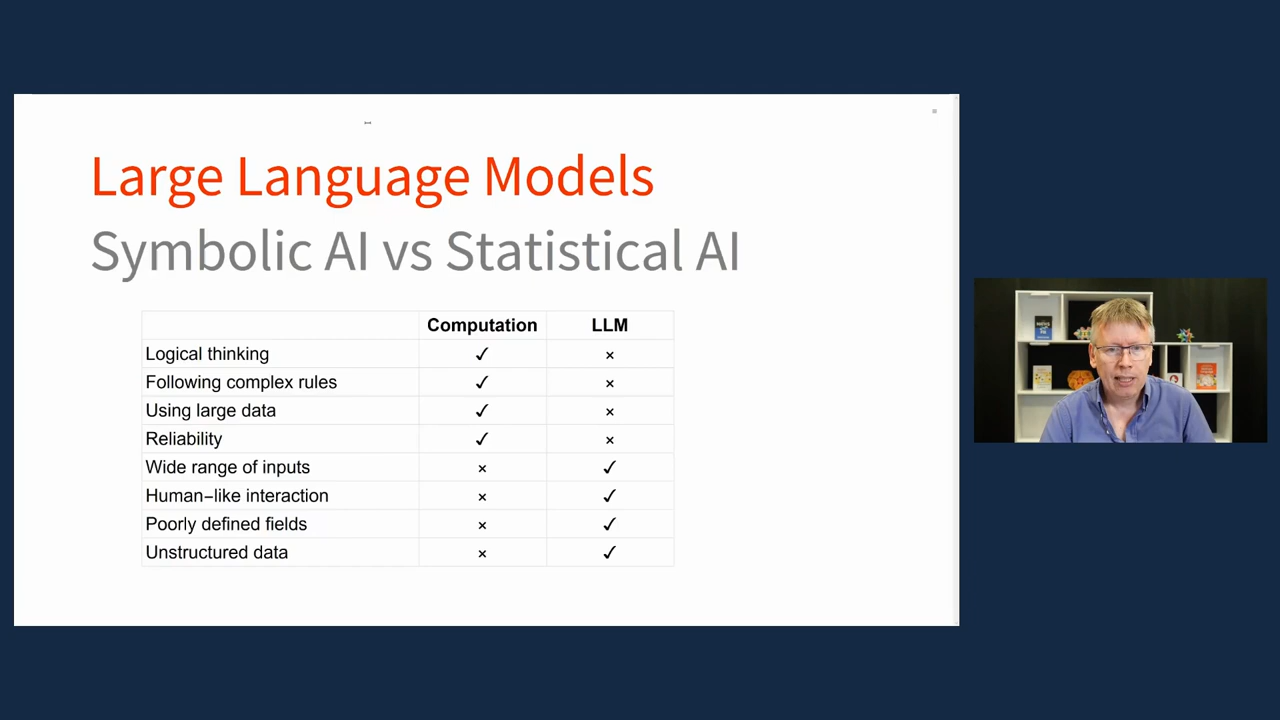 Large Language Models
Symbolic AI vs Statistical AI
Computation LLM
Logical thinking ✓ ×
Following complex rules ✓ ×
Using large data ✓ ×
Reliability ✓ ×
Wide range of inputs × ✓
Human–like interaction × ✓
Poorly defined fields × ✓
Unstructured data × ✓
NEWS